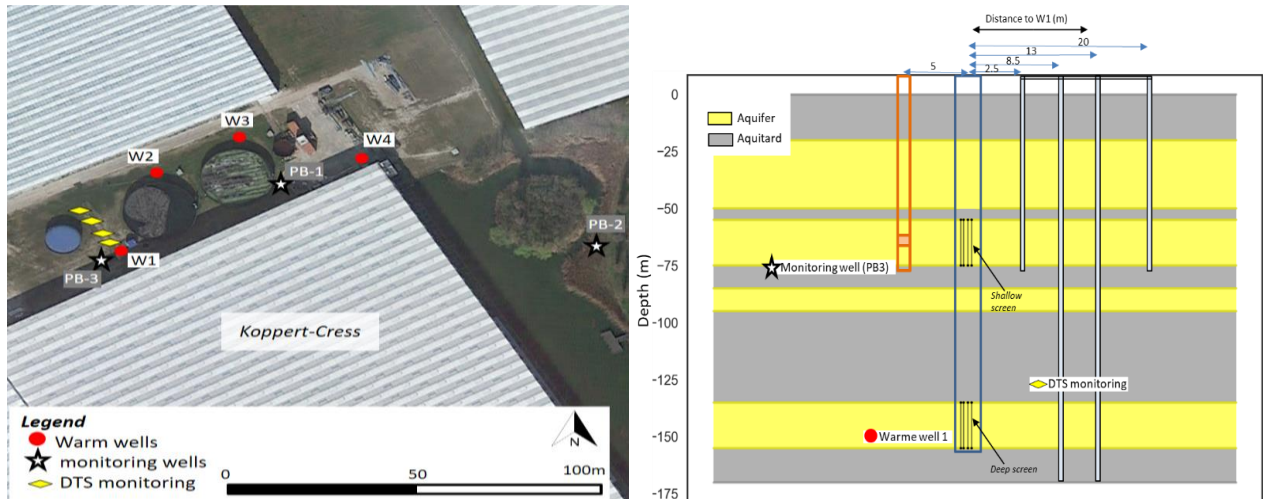 W3
W4
W2
PB-1
PB-2
W1
PB-3
Koppert-Cress
Legend
Warm wells
monitoring wells
DTS monitoring
N
0
50
100m
Distance to W1 (m)
20
13
8.5
5
2.5
0
Aquifer
Aquitard
−25
−50
−75
Monitoring well (PB3)
Shallow
screen
Depth (m)
−100
−125
DTS monitoring
−150
Warme well 1
Deep screen
−175